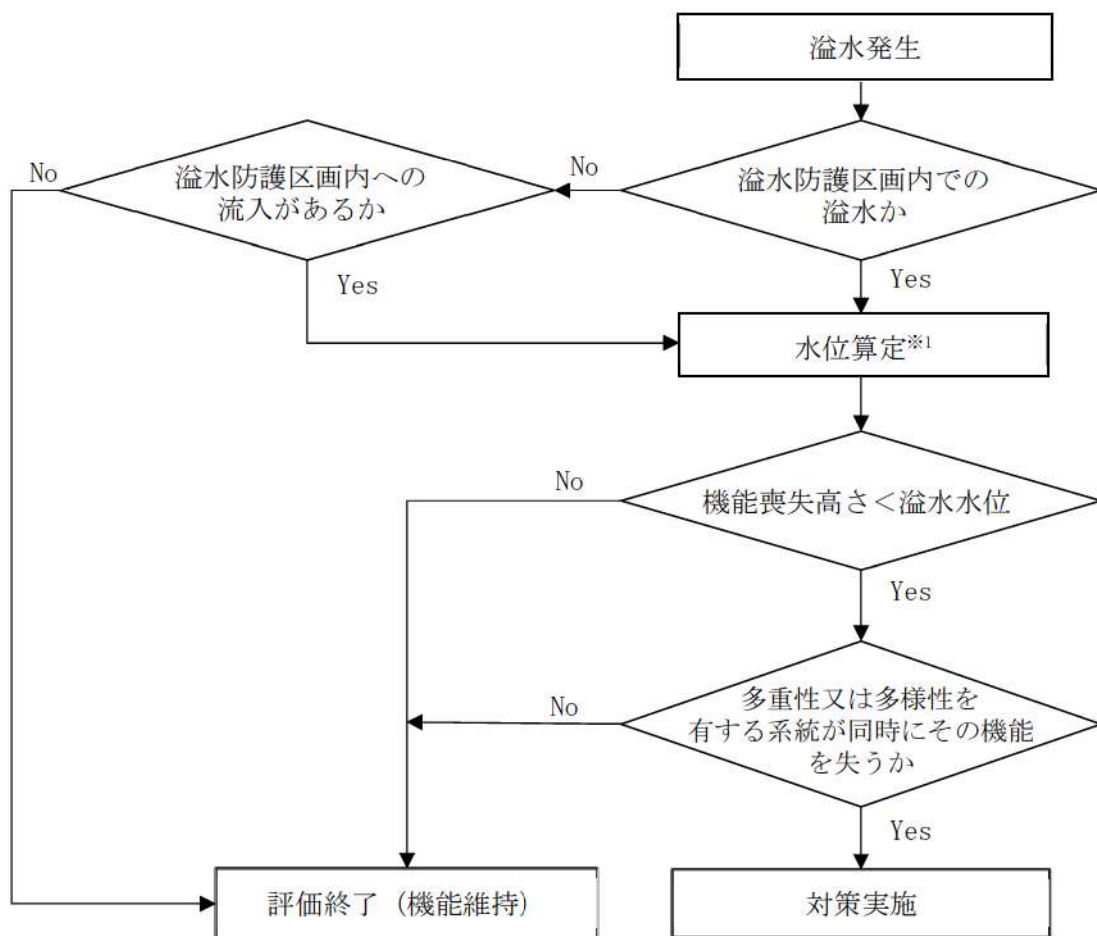 溢水発生
溢水防護区画内での
溢水か
No
溢水防護区画内への
流入があるか
No
Yes
Yes
水位算定※1
機能喪失高さ＜溢水水位
No
Yes
多重性又は多様性を
有する系統が同時にその機能
を失うか
No
Yes
評価終了（機能維持）
対策実施